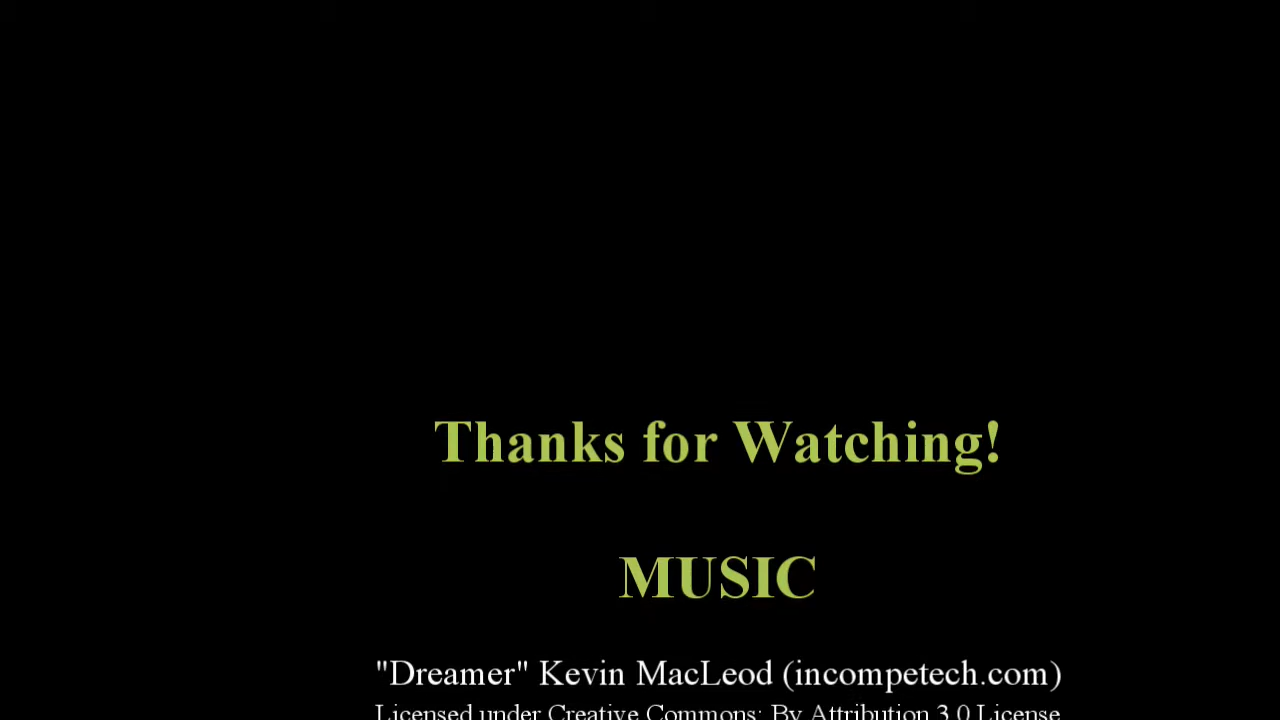 Thanks for Watching!
MUSIC
"Dreamer" Kevin MacLeod (incompetech.com)
Licensed under Creative Commons: By Attribution 3.0 License